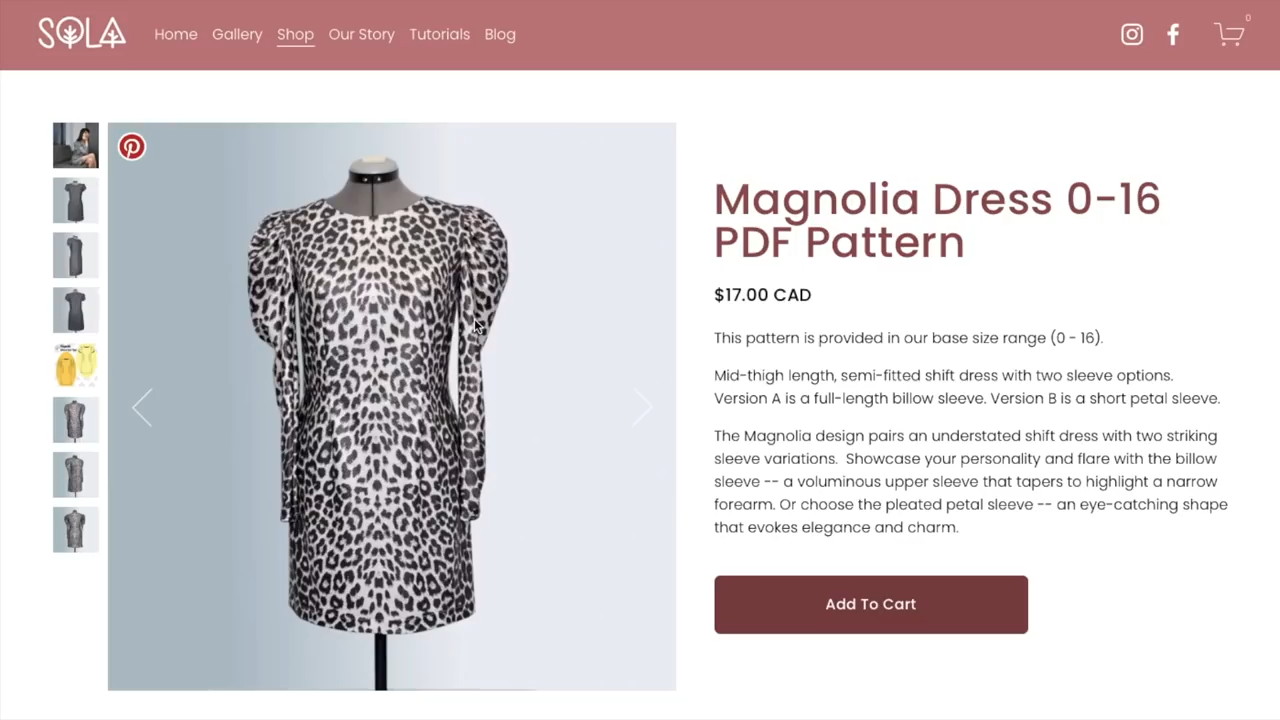 SOLA
Home Gallery Shop Our Story Tutorials Blog
0
Magnolia Dress 0-16
PDF Pattern
$17.00 CAD
This pattern is provided in our base size range (0 - 16).
Mid-thigh length, semi-fitted shift dress with two sleeve options.
Version A is a full-length billow sleeve. Version B is a short petal sleeve.
The Magnolia design pairs an understated shift dress with two striking
sleeve variations.  Showcase your personality and flare with the billow
sleeve -- a voluminous upper sleeve that tapers to highlight a narrow
forearm. Or choose the pleated petal sleeve -- an eye-catching shape
that evokes elegance and charm.
Add To Cart